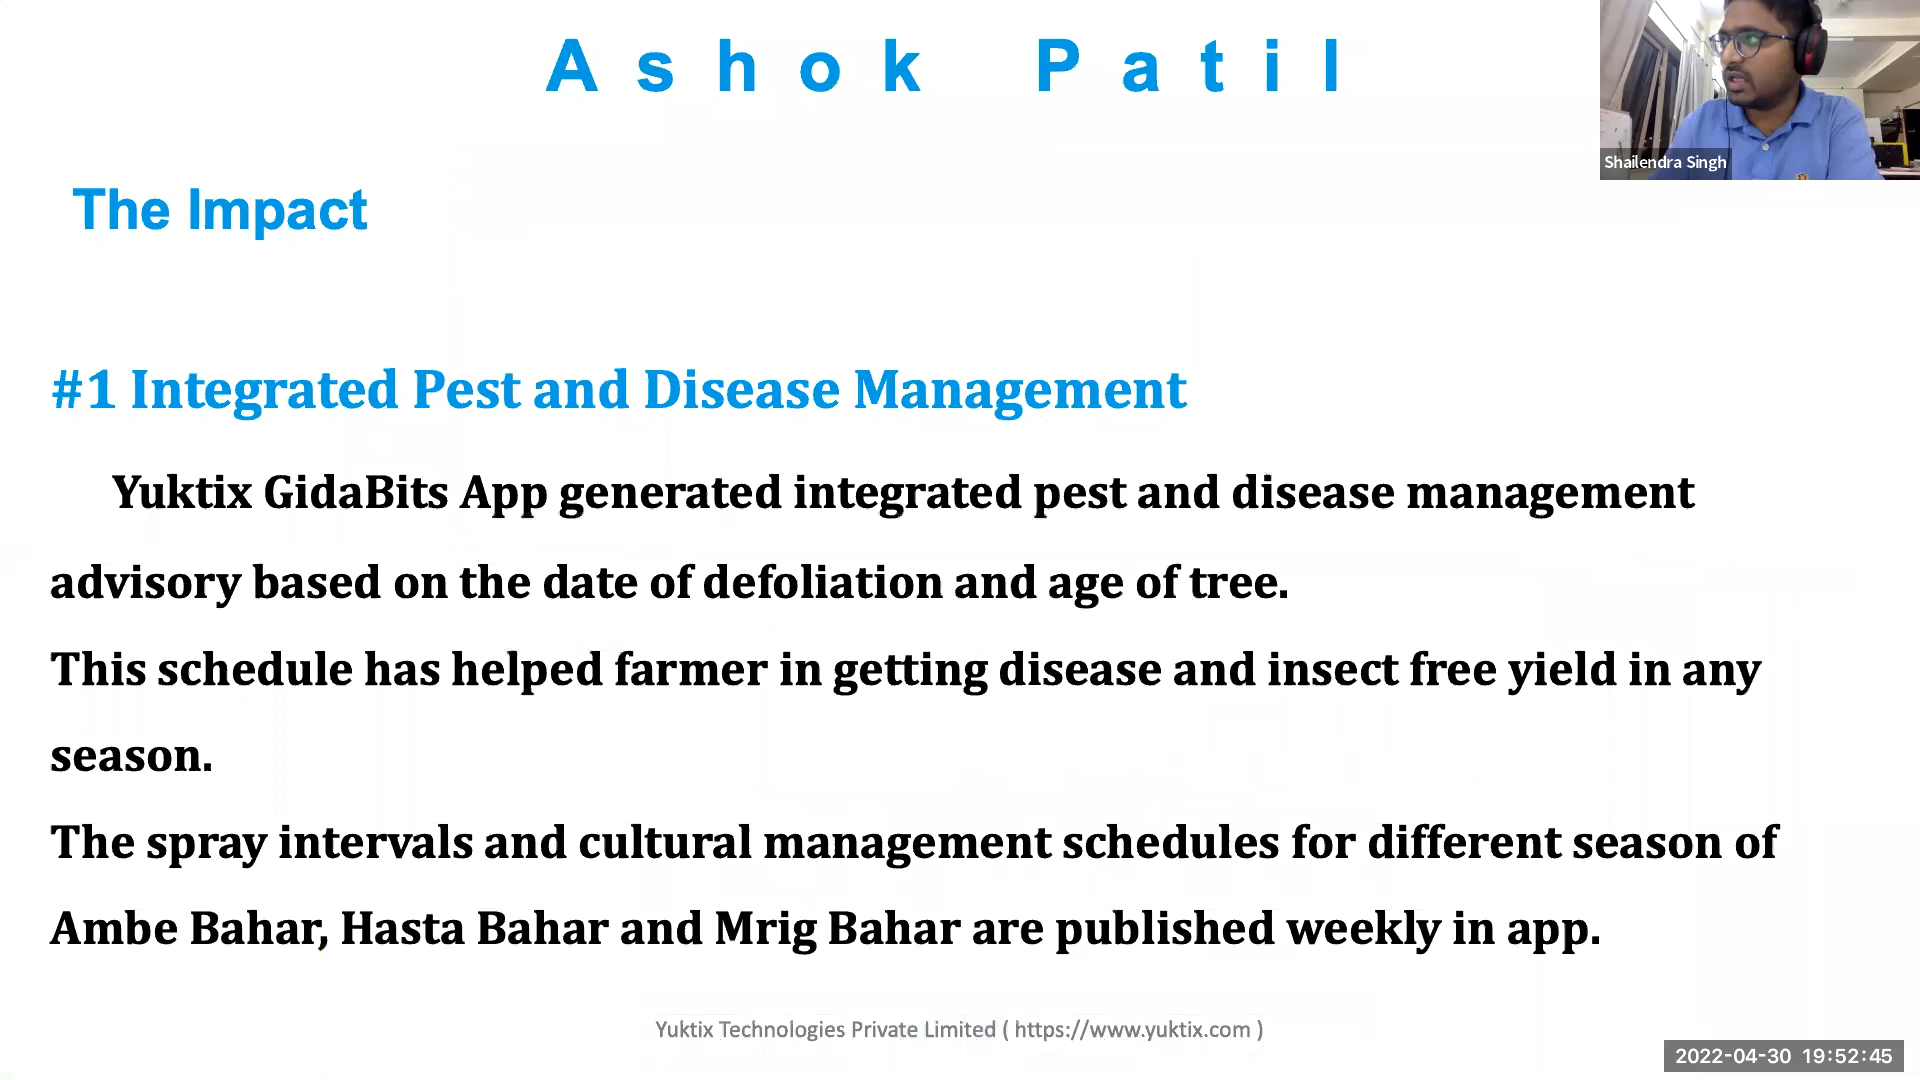 Ashok Patil
Shailendra Singh
The Impact
#1 Integrated Pest and Disease Management
Yuktix GidaBits App generated integrated pest and disease management
advisory based on the date of defoliation and age of tree.
This schedule has helped farmer in getting disease and insect free yield in any
season.
The spray intervals and cultural management schedules for different season of
Ambe Bahar, Hasta Bahar and Mrig Bahar are published weekly in app.
Yuktix Technologies Private Limited ( https://www.yuktix.com )
2022-04-30 19:52:45